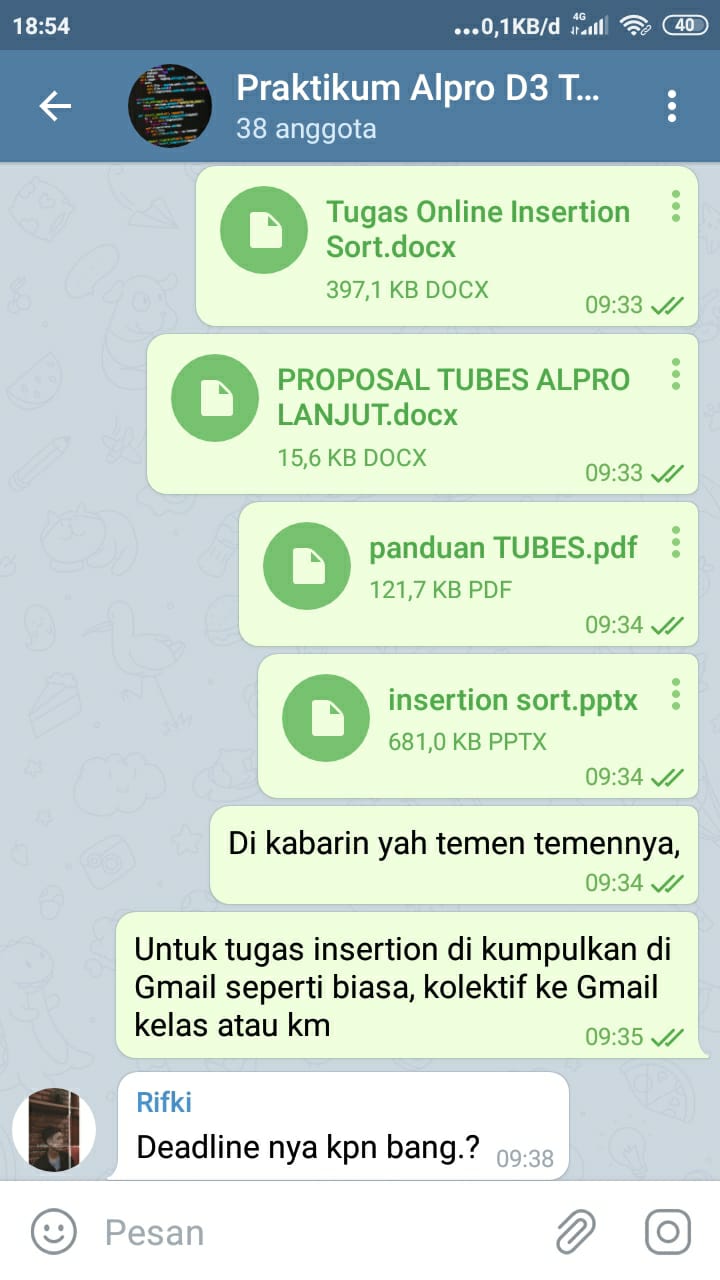 18:54
...0,1KB/d 4G 40
Praktikum Alpro D3 T...
38 anggota
Tugas Online Insertion
Sort.docx
397,1 KB DOCX
09:33
PROPOSAL TUBES ALPRO
LANJUT.docx
15,6 KB DOCX
09:33
panduan TUBES.pdf
121,7 KB PDF
09:34
insertion sort.pptx
681,0 KB PPTX
09:34
Di kabarin yah temen temennya,
09:34
Untuk tugas insertion di kumpulkan di
Gmail seperti biasa, kolektif ke Gmail
kelas atau km
09:35
Rifki
Deadline nya kpn bang.?
09:38
Pesan